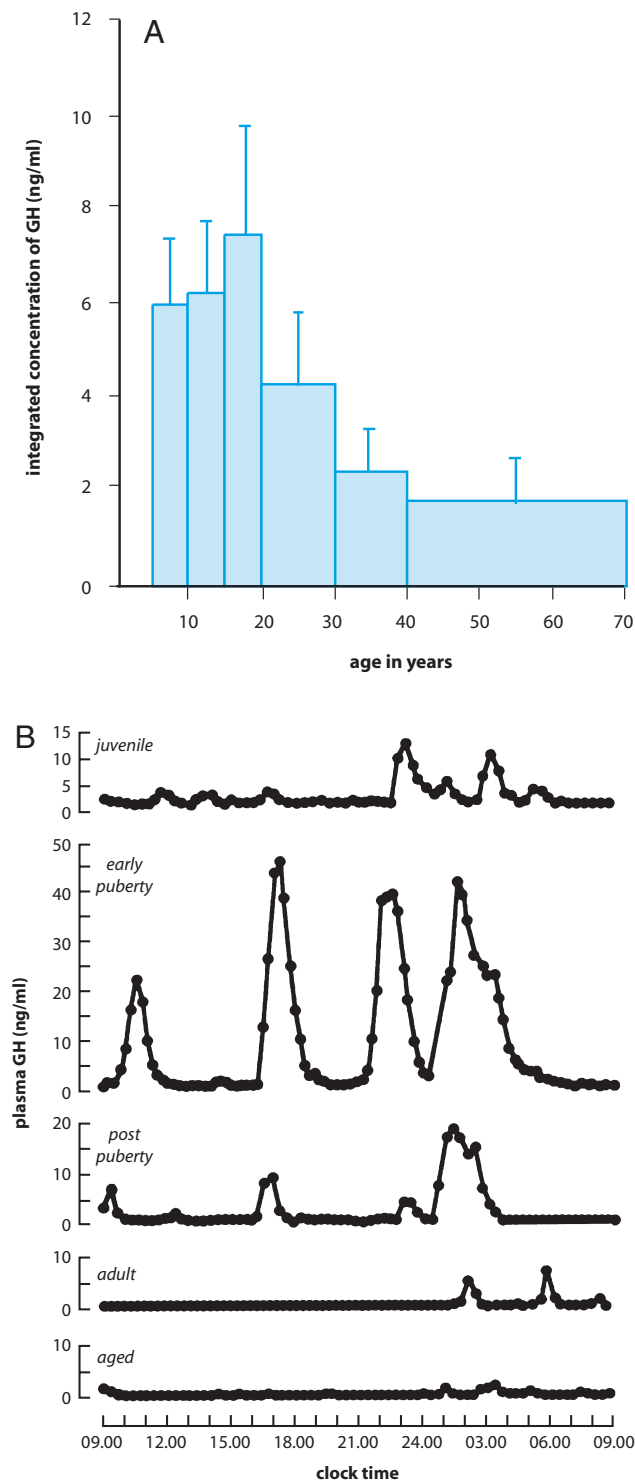 A
12
10
8
6
4
2
0
integrated concentration of GH (ng/ml)
10 20 30 40 50 60 70
age in years
B
15
10
5
0
juvenile
50
40
30
20
10
0
early
puberty
plasma GH (ng/ml)
20
10
0
post
puberty
10
0
adult
10
0
aged
09.00 12.00 15.00 18.00 21.00 24.00 03.00 06.00 09.00
clock time